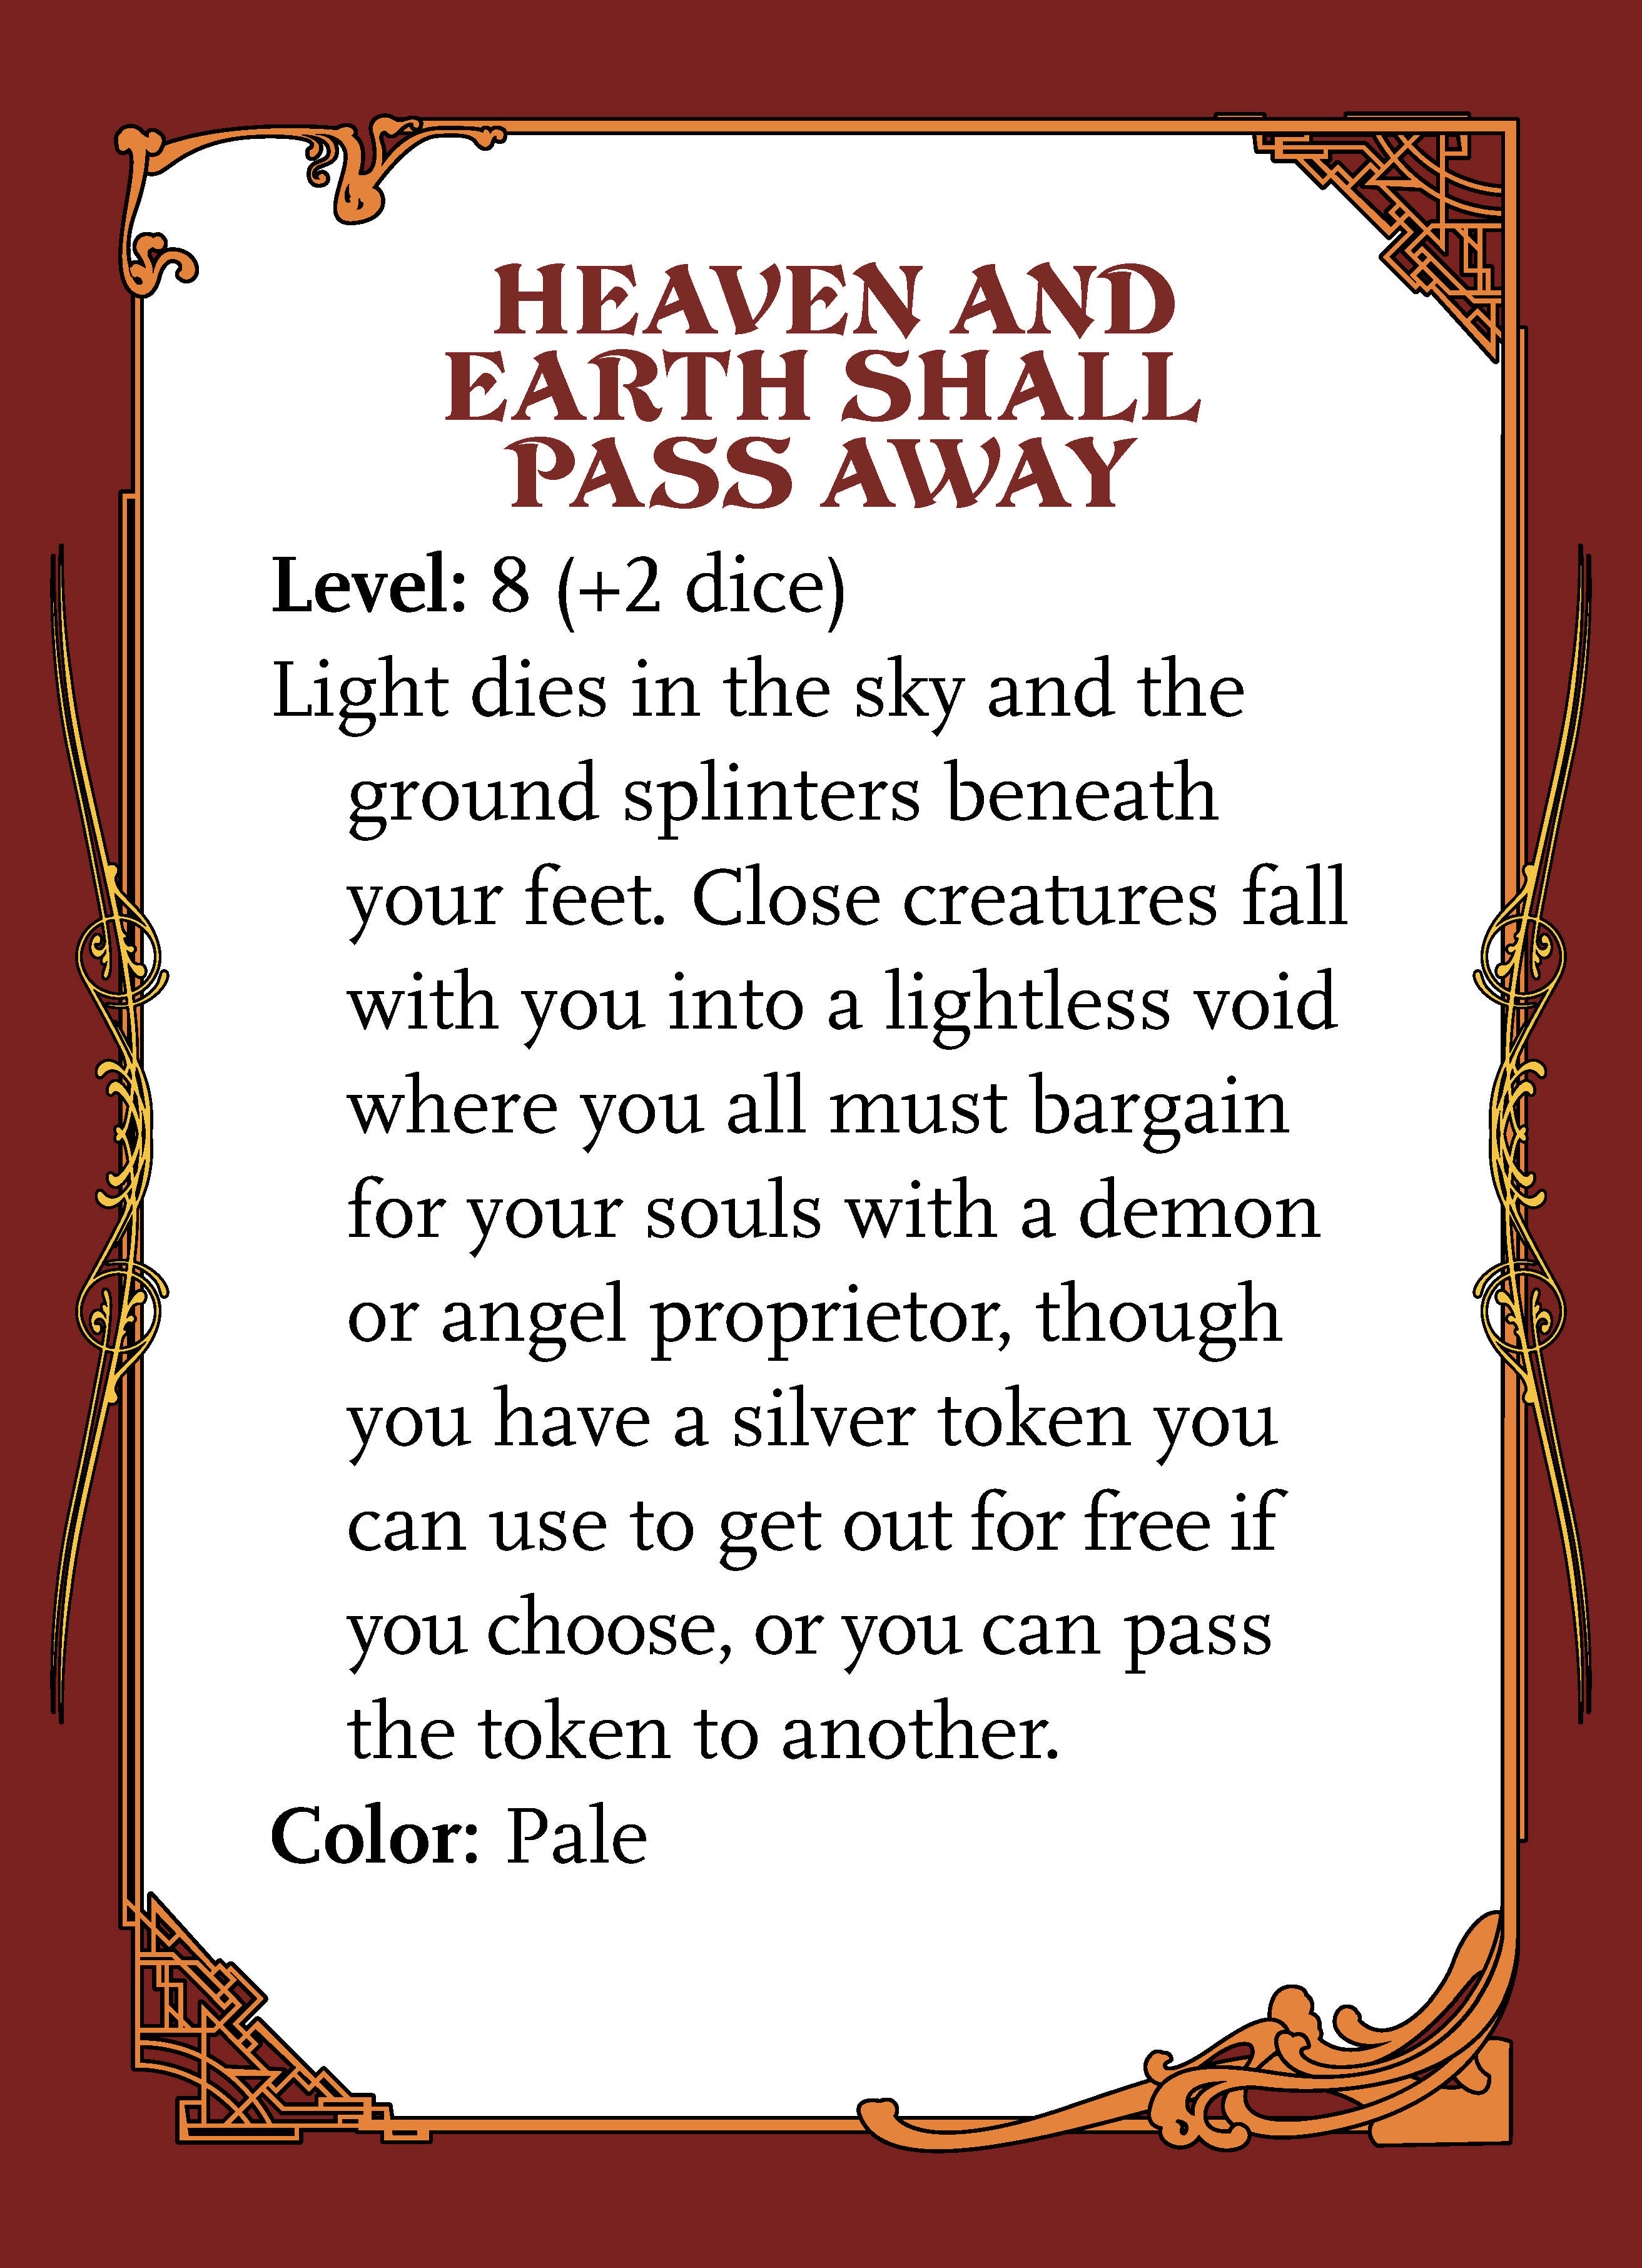 HEAVEN AND
EARTH SHALL
PASS AWAY
Level: 8 (+2 dice)
Light dies in the sky and the
ground splinters beneath
your feet. Close creatures fall
with you into a lightless void
where you all must bargain
for your souls with a demon
or angel proprietor, though
you have a silver token you
can use to get out for free if
you choose, or you can pass
the token to another.
Color: Pale